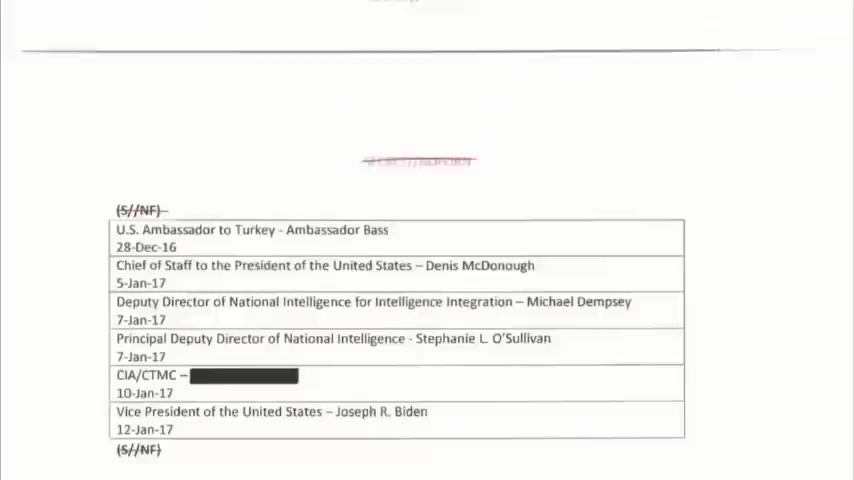 (S//NF)
U.S. Ambassador to Turkey - Ambassador Bass
28-Dec-16
Chief of Staff to the President of the United States – Denis McDonough
5-Jan-17
Deputy Director of National Intelligence for Intelligence Integration – Michael Dempsey
7-Jan-17
Principal Deputy Director of National Intelligence - Stephanie L. O'Sullivan
7-Jan-17
CIA/CTMC –
10-Jan-17
Vice President of the United States – Joseph R. Biden
12-Jan-17
(S//NF)